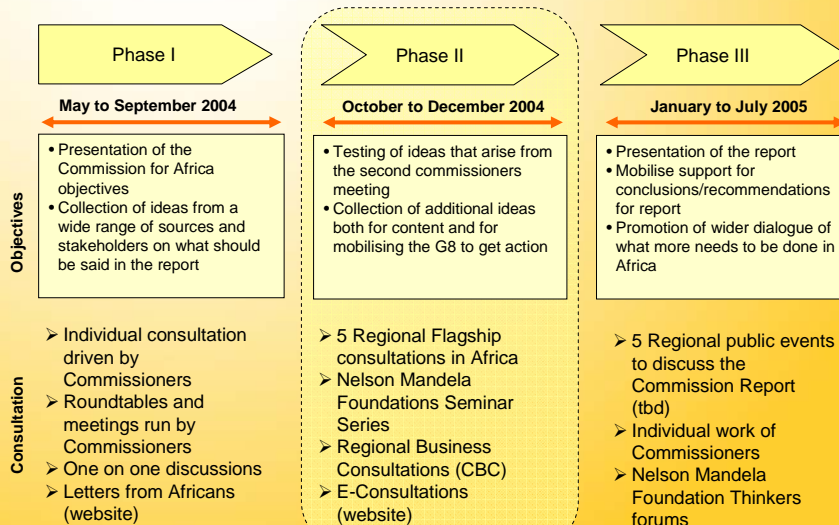 Phase I
May to September 2004
Objectives
• Presentation of the
Commission for Africa
objectives
• Collection of ideas from a
wide range of sources and
stakeholders on what should
be said in the report
Consultation
➢ Individual consultation
driven by
Commissioners
➢ Roundtables and
meetings run by
Commissioners
➢ One on one discussions
➢ Letters from Africans
(website)
Phase II
October to December 2004
• Testing of ideas that arise from
the second commissioners
meeting
• Collection of additional ideas
both for content and for
mobilising the G8 to get action
➢ 5 Regional Flagship
consultations in Africa
➢ Nelson Mandela
Foundations Seminar
Series
➢ Regional Business
Consultations (CBC)
➢ E-Consultations
(website)
Phase III
January to July 2005
• Presentation of the report
• Mobilise support for
conclusions/recommendations
for report
• Promotion of wider dialogue of
what more needs to be done in
Africa
➢ 5 Regional public events
to discuss the
Commission Report
(tbd)
➢ Individual work of
Commissioners
➢ Nelson Mandela
Foundation Thinkers
forums